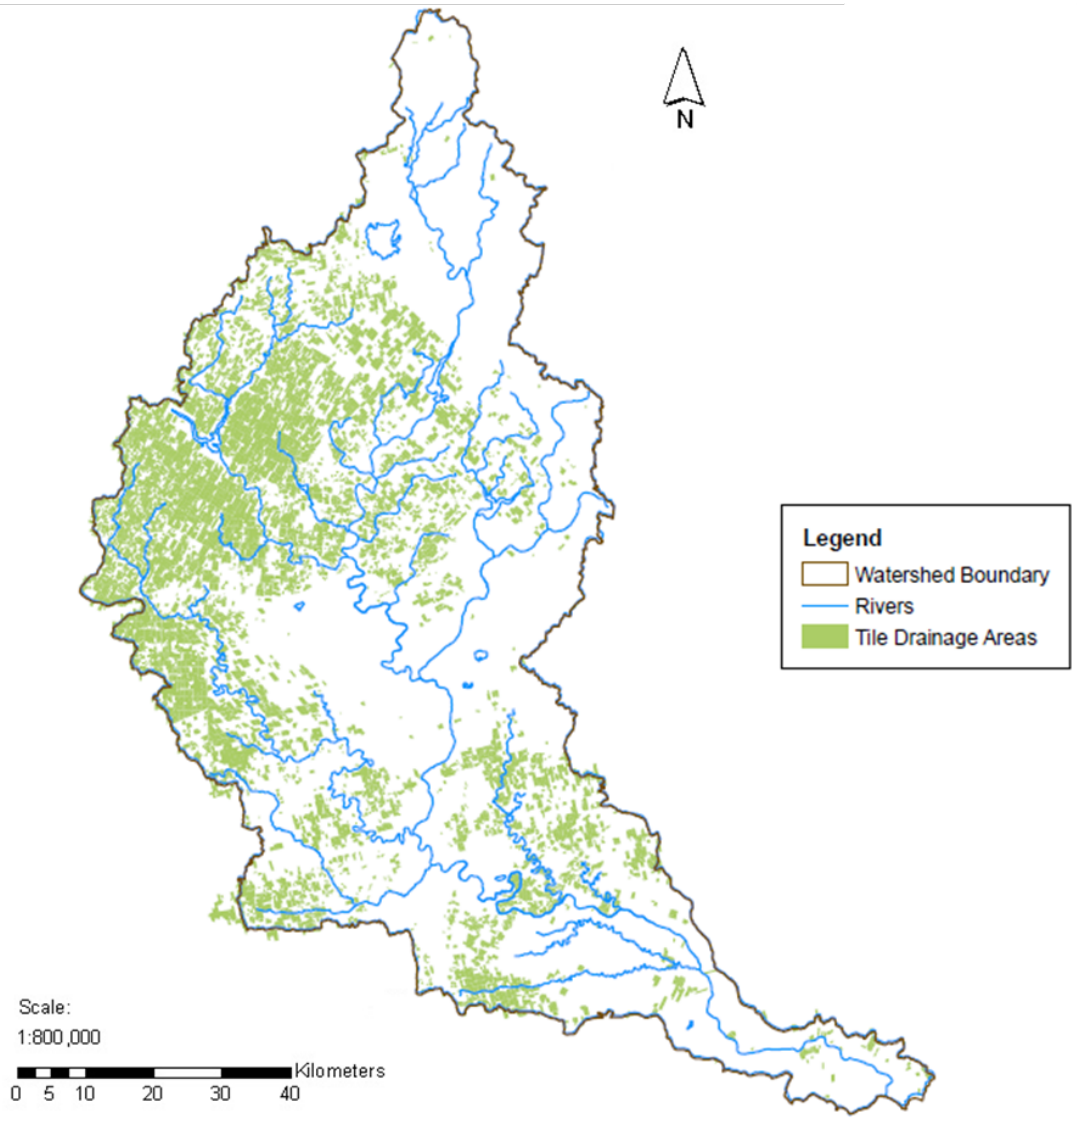 N
Legend
Watershed Boundary
Rivers
Tile Drainage Areas
Scale:
1:800,000
Kilometers
0 5 10 20 30 40